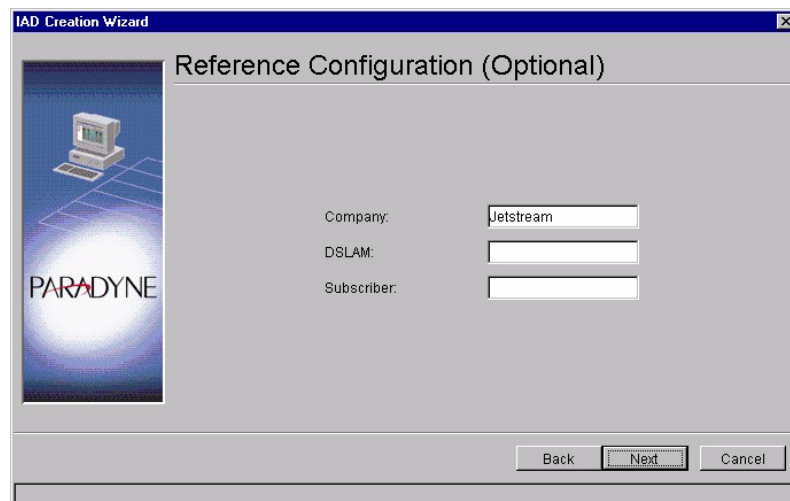 IAD Creation Wizard
Reference Configuration (Optional)
Company: Jetstream
DSLAM:
Subscriber:
PARADYNE
Back Next Cancel